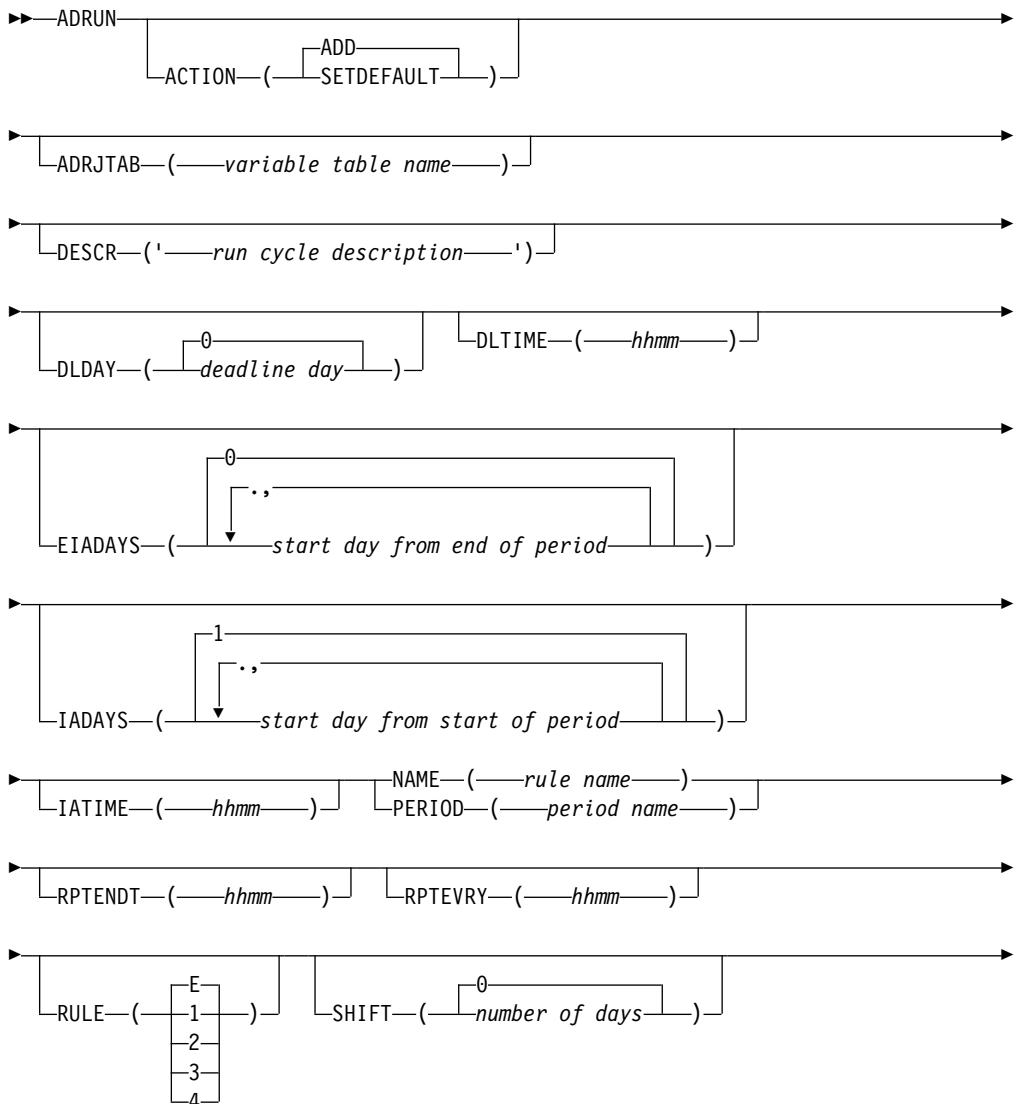 ADRUN
ADD
ACTION ( SETDEFAULT )
ADRJTAB ( variable table name )
DESCR (' run cycle description ')
0
DLDAY ( deadline day ) DLTIME ( hhmm )
0
.,
EIADAYS ( start day from end of period )
1
.,
IADAYS ( start day from start of period )
NAME ( rule name )
IATIME ( hhmm ) PERIOD ( period name )
RPTENDT ( hhmm ) RPTEVRY ( hhmm )
E 0
RULE ( 1 ) SHIFT ( number of days )
2
3
4